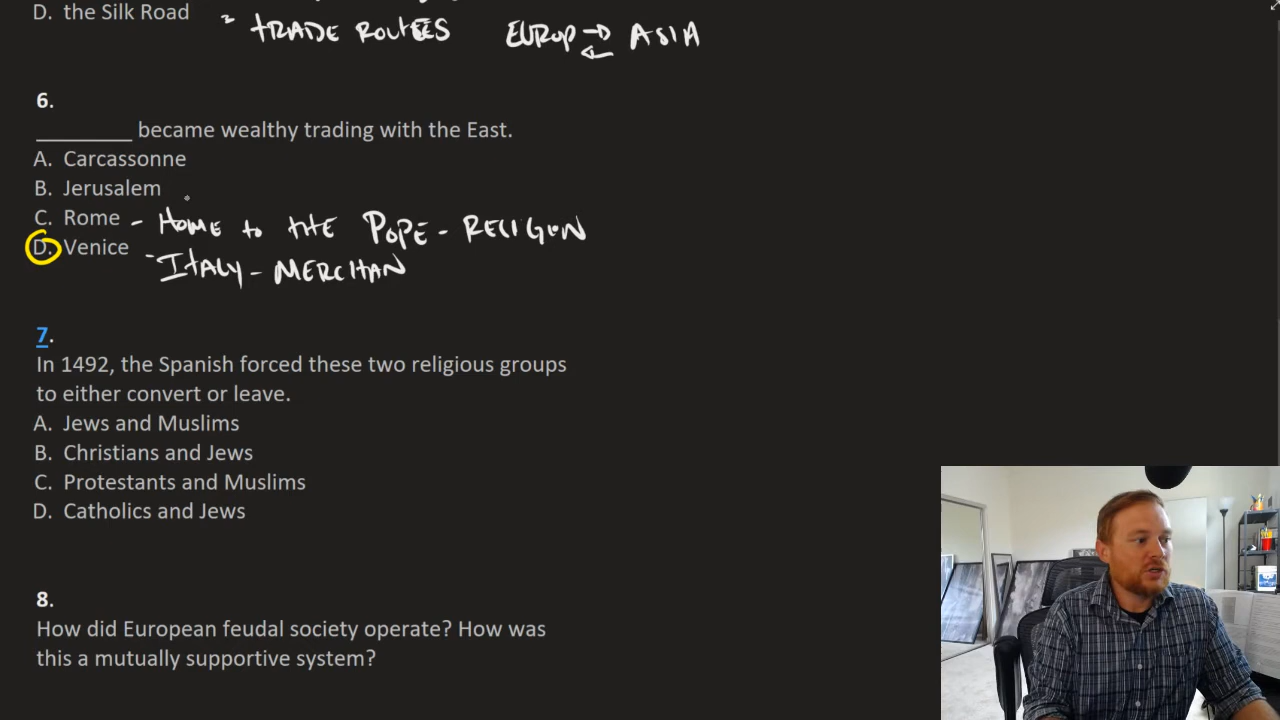 D. the Silk Road
TRADE ROUTES EUROP ASIA
6.
________ became wealthy trading with the East.
A. Carcassonne
B. Jerusalem
C. Rome - HOME to tHE POPE - RELIGION
D. Venice - ItALY - MERCHAN
7.
In 1492, the Spanish forced these two religious groups
to either convert or leave.
A. Jews and Muslims
B. Christians and Jews
C. Protestants and Muslims
D. Catholics and Jews
8.
How did European feudal society operate? How was
this a mutually supportive system?